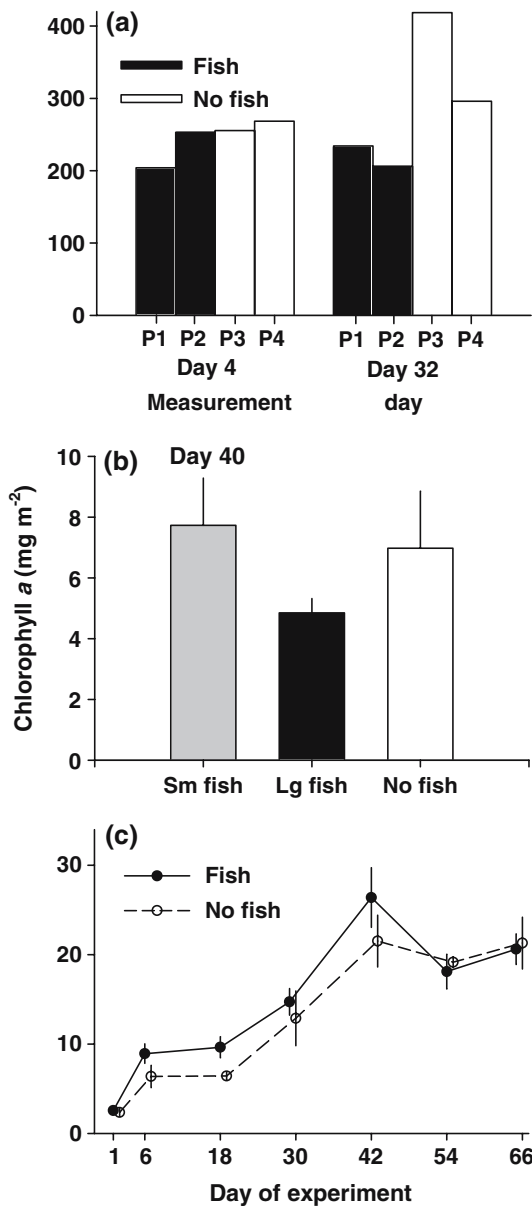 (a)
400
300
200
100
0
Fish
No fish
P1 P2 P3 P4 P1 P2 P3 P4
Day 4 Day 32
Measurement day
(b)
Day 40
10
8
6
4
2
0
Chlorophyll a (mg m-2)
Sm fish Lg fish No fish
(c)
30
20
10
0
Fish
No fish
1 6 18 30 42 54 66
Day of experiment